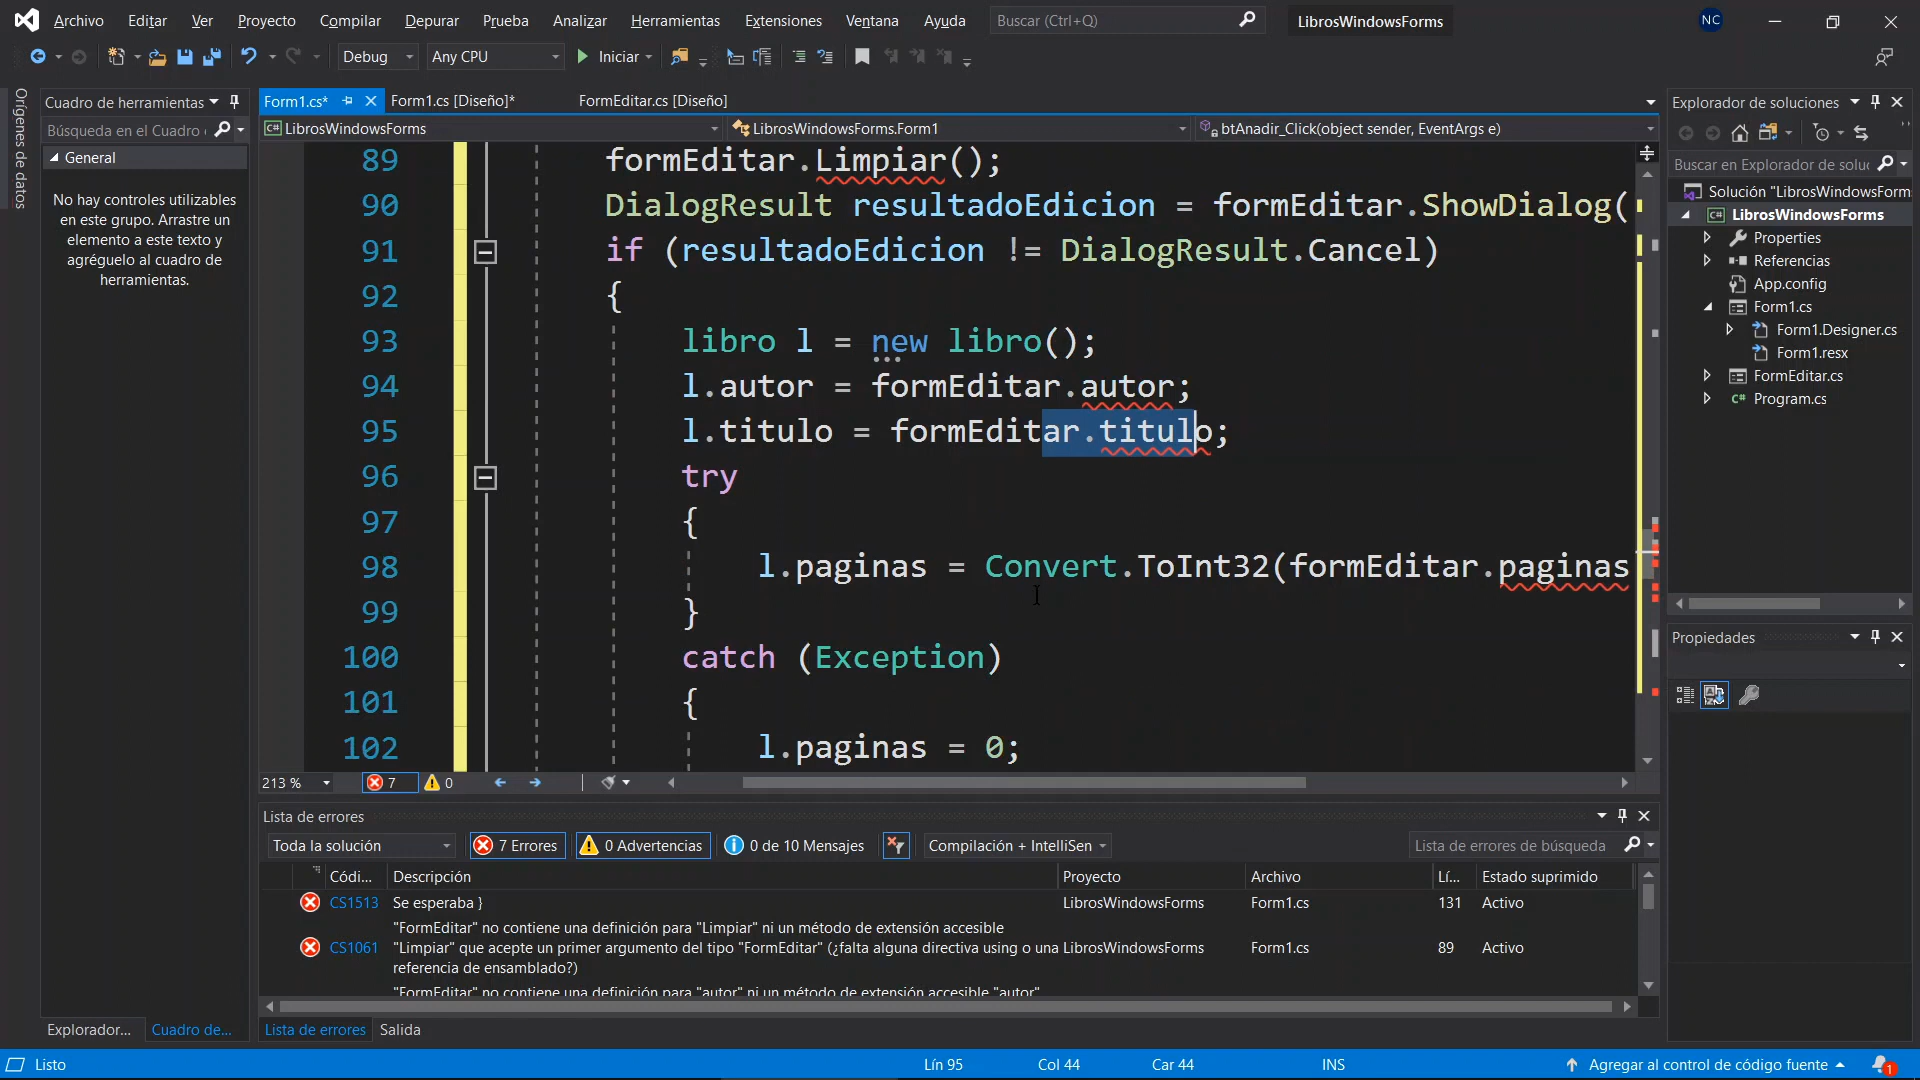 Archivo Editar Ver Proyecto Compilar Depurar Prueba Analizar Herramientas Extensiones Ventana Ayuda Buscar (Ctrl+Q) LibrosWindowsForms NC
Debug Any CPU Iniciar
Orígenes de datos
Cuadro de herramientas
Búsqueda en el Cuadro
General
No hay controles utilizables
en este grupo. Arrastre un
elemento a este texto y
agréguelo al cuadro de
herramientas.
Explorador... Cuadro de...
Form1.cs* Form1.cs [Diseño]* FormEditar.cs [Diseño]
LibrosWindowsForms LibrosWindowsForms.Form1 btAnadir_Click(object sender, EventArgs e)
89 formEditar.Limpiar();
90 DialogResult resultadoEdicion = formEditar.ShowDialog(
91 if (resultadoEdicion != DialogResult.Cancel)
92 {
93 libro l = new libro();
94 l.autor = formEditar.autor;
95 l.titulo = formEditar.titulo;
96 try
97 {
98 l.paginas = Convert.ToInt32(formEditar.paginas
99 }
100 catch (Exception)
101 {
102 l.paginas = 0;
213 % 7 0
Lista de errores
Toda la solución 7 Errores 0 Advertencias 0 de 10 Mensajes Compilación + IntelliSen Lista de errores de búsqueda
Códi... Descripción Proyecto Archivo Lí... Estado suprimido
CS1513 Se esperaba } LibrosWindowsForms Form1.cs 131 Activo
"FormEditar" no contiene una definición para "Limpiar" ni un método de extensión accesible
CS1061 "Limpiar" que acepte un primer argumento del tipo "FormEditar" (¿falta alguna directiva using o una LibrosWindowsForms Form1.cs 89 Activo
referencia de ensamblado?)
"FormEditar" no contiene una definición para "autor" ni un método de extensión accesible "autor"
Lista de errores Salida
Explorador de soluciones
Buscar en Explorador de soluc
Solución "LibrosWindowsForm
LibrosWindowsForms
Properties
Referencias
App.config
Form1.cs
Form1.Designer.cs
Form1.resx
FormEditar.cs
Program.cs
Propiedades
Listo Lín 95 Col 44 Car 44 INS Agregar al control de código fuente 1